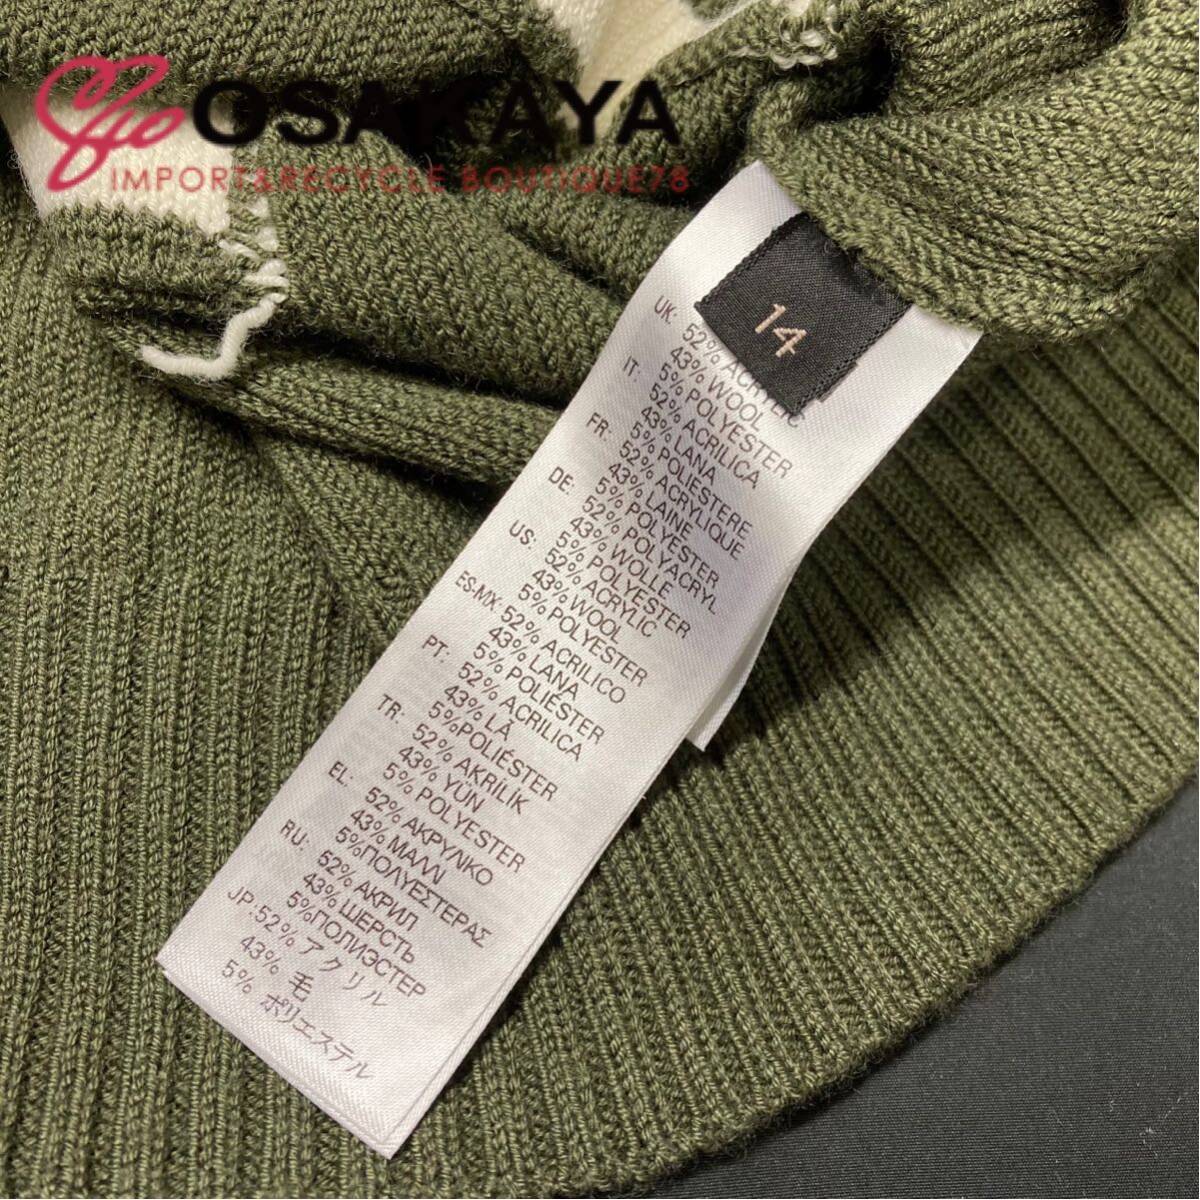 OSAKAYA
IMPORT&RECYCLE BOUTIQUE78
14
UK: 52% ACRYLIC
43% WOOL
5% POLYESTER
IT: 52% ACRILICA
43% LANA
5% POLIESTERE
FR: 52% ACRYLIQUE
43% LAINE
5% POLYESTER
DE: 52% POLYACRYL
43% WOLLE
5% POLYESTER
US: 52% ACRYLIC
43% WOOL
5% POLYESTER
ES-MX: 52% ACRILICO
43% LANA
5% POLIÉSTER
PT: 52% ACRILICA
43% LÃ
5%POLIÉSTER
TR: 52% AKRİLİK
43% YÜN
5% POLYESTER
EL: 52% ΑΚΡΥΛΙΚΟ
43% ΜΑΛΛΙ
5%ΠΟΛΥΕΣΤΕΡΑΣ
RU: 52% АКРИЛ
43% ШЕРСТЬ
5%ПОЛИЭСТЕР
JP:52% アクリル
43% 毛
5% ポリエステル